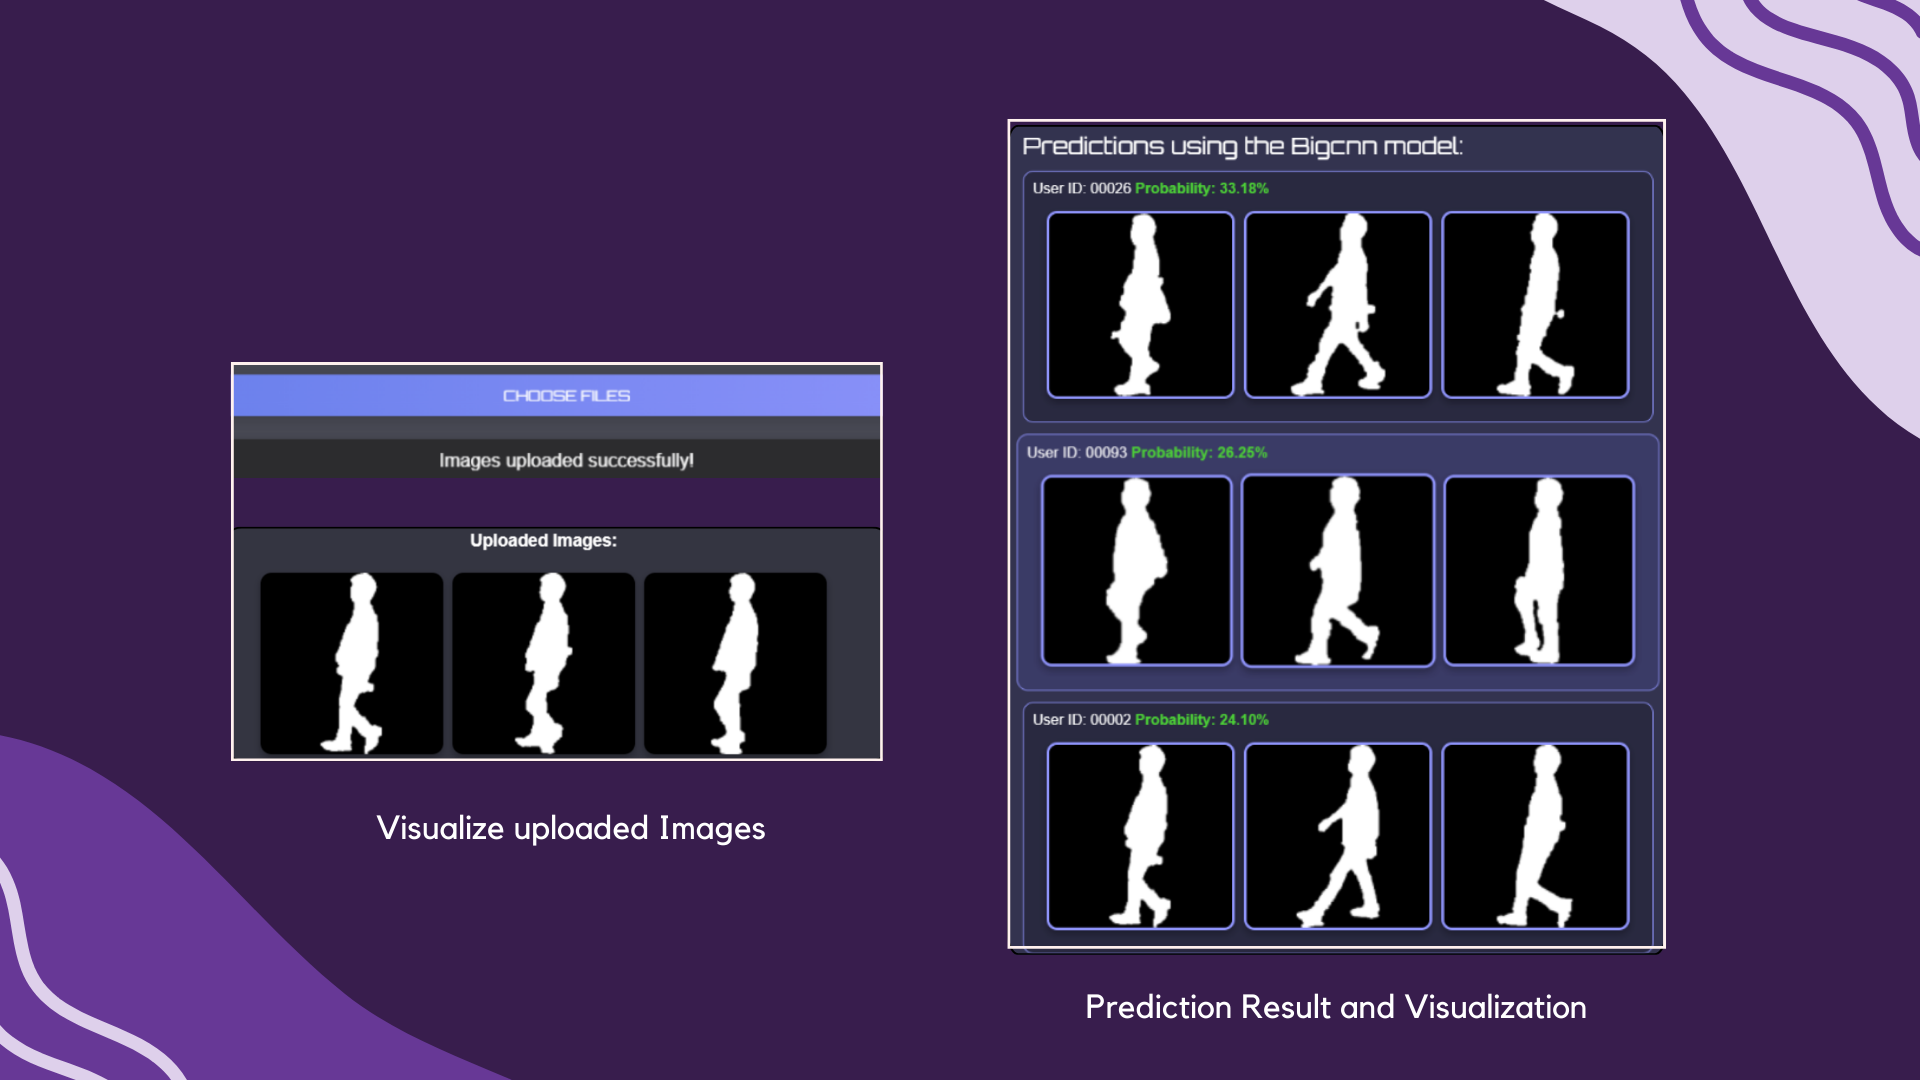 CHOOSE FILES
Images uploaded successfully!
Uploaded Images:
Visualize uploaded Images
Predictions using the Bigcnn model:
User ID: 00026 Probability: 33.18%
User ID: 00093 Probability: 26.25%
User ID: 00002 Probability: 24.10%
Prediction Result and Visualization